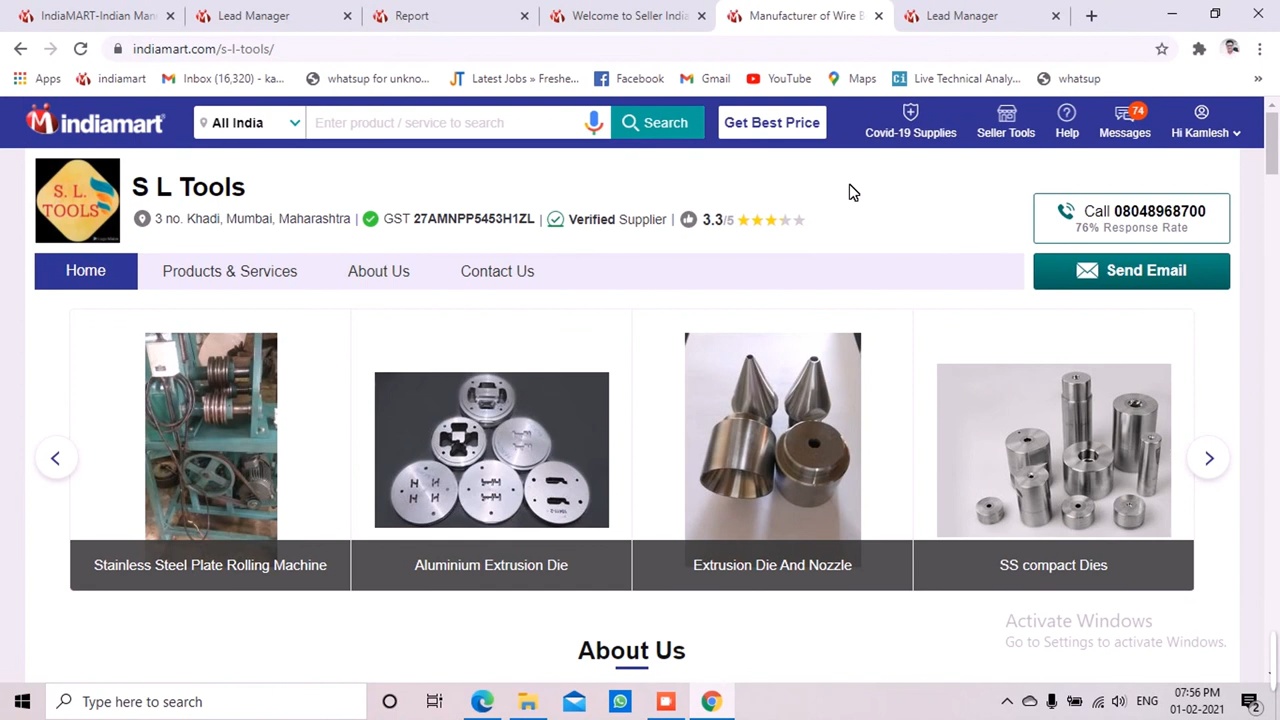 IndiaMART-Indian Man
Lead Manager
Report
Welcome to Seller India
Manufacturer of Wire B
Lead Manager
indiamart.com/s-l-tools/
Apps
indiamart
Inbox (16,320) - ka...
whatsup for unkno...
Latest Jobs » Freshe...
Facebook
Gmail
YouTube
Maps
Live Technical Analy...
whatsup
»
indiamart
All India
Enter product / service to search
Search
Get Best Price
Covid-19 Supplies
Seller Tools
Help
74
Messages
Hi Kamlesh
S. L.
TOOLS
S L Tools
3 no. Khadi, Mumbai, Maharashtra | GST 27AMNPP5453H1ZL | Verified Supplier | 3.3/5
Call 08048968700
76% Response Rate
Home
Products & Services
About Us
Contact Us
Send Email
Stainless Steel Plate Rolling Machine
Aluminium Extrusion Die
Extrusion Die And Nozzle
SS compact Dies
About Us
Activate Windows
Go to Settings to activate Windows.
Type here to search
ENG
07:56 PM
01-02-2021
2